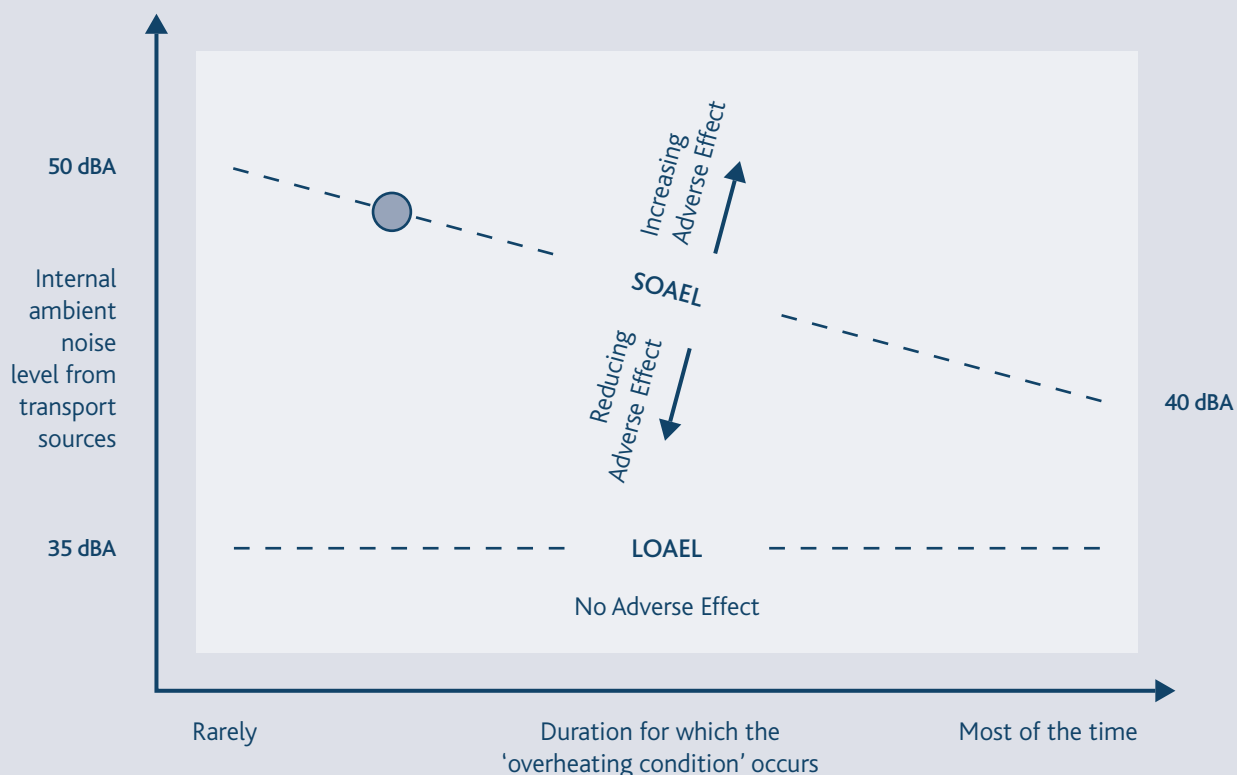 50 dBA
Internal
ambient
noise
level from
transport
sources
35 dBA
Increasing
Adverse Effect
SOAEL
Reducing
Adverse Effect
40 dBA
LOAEL
No Adverse Effect
Rarely
Duration for which the
‘overheating condition’ occurs
Most of the time